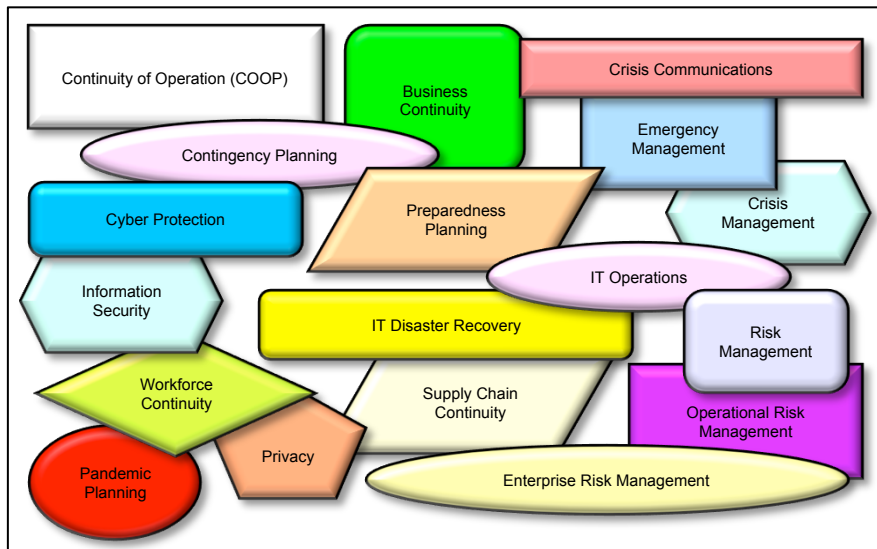 Continuity of Operation (COOP)
Business
Continuity
Crisis Communications
Emergency
Management
Contingency Planning
Cyber Protection
Preparedness
Planning
Crisis
Management
Information
Security
IT Operations
IT Disaster Recovery
Risk
Management
Workforce
Continuity
Supply Chain
Continuity
Operational Risk
Management
Privacy
Pandemic
Planning
Enterprise Risk Management